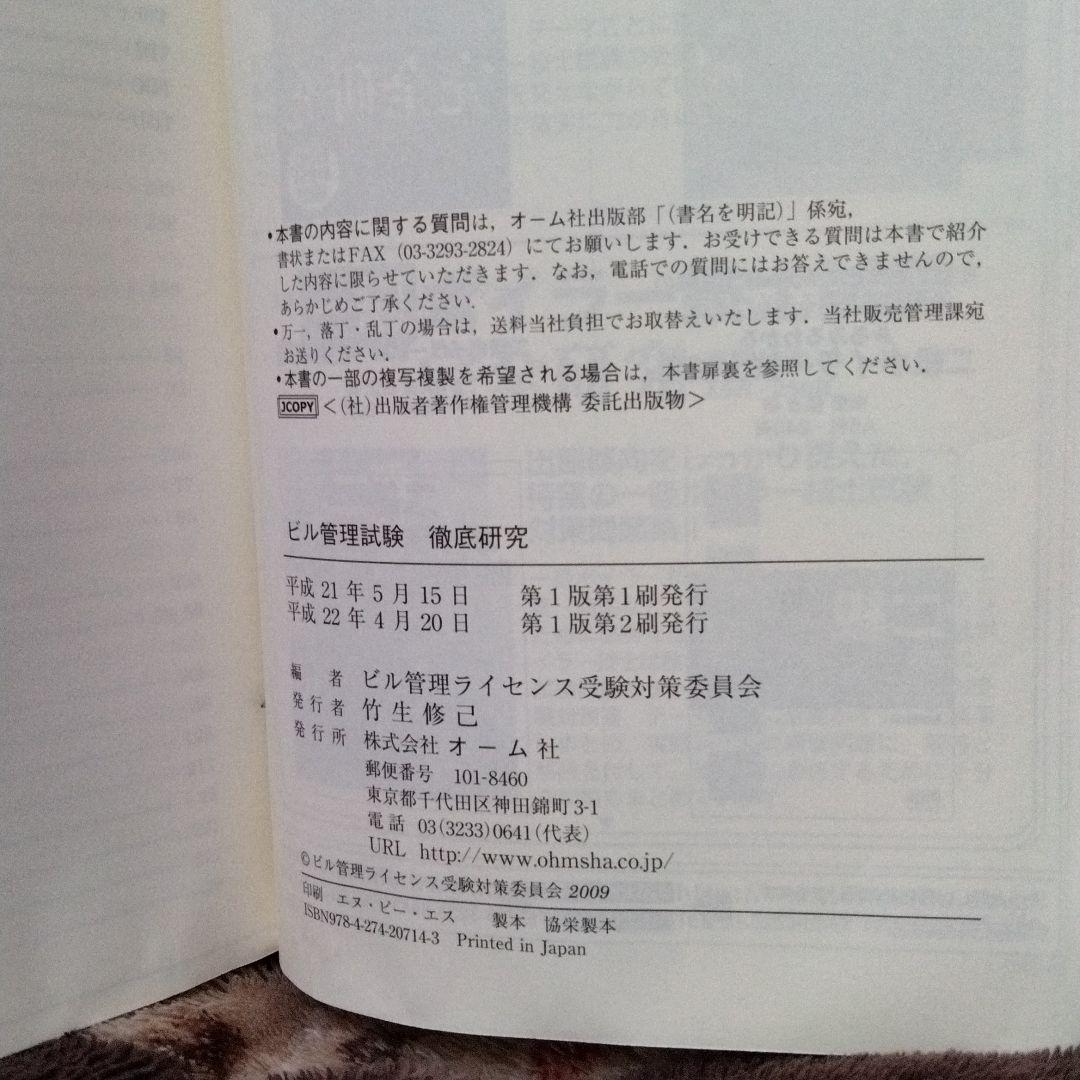 ・本書の内容に関する質問は，オーム社出版部「（書名を明記）」係宛，
書状またはFAX（03-3293-2824）にてお願いします．お受けできる質問は本書で紹介
した内容に限らせていただきます．なお，電話での質問にはお答えできませんので，
あらかじめご了承ください．
・万一，落丁・乱丁の場合は，送料当社負担でお取替えいたします．当社販売管理課宛
お送りください．
・本書の一部の複写複製を希望される場合は，本書扉裏を参照してください．
JCOPY＜（社）出版者著作権管理機構 委託出版物＞
ビル管理試験　徹底研究
平成21年5月15日　第1版第1刷発行
平成22年4月20日　第1版第2刷発行
編　者　ビル管理ライセンス受験対策委員会
発行者　竹生修己
発行所　株式会社 オーム社
郵便番号　101-8460
東京都千代田区神田錦町3-1
電話　03(3233)0641(代表)
URL　http://www.ohmsha.co.jp/
©ビル管理ライセンス受験対策委員会 2009
印刷　エヌ・ピー・エス　製本　協栄製本
ISBN978-4-274-20714-3　Printed in Japan